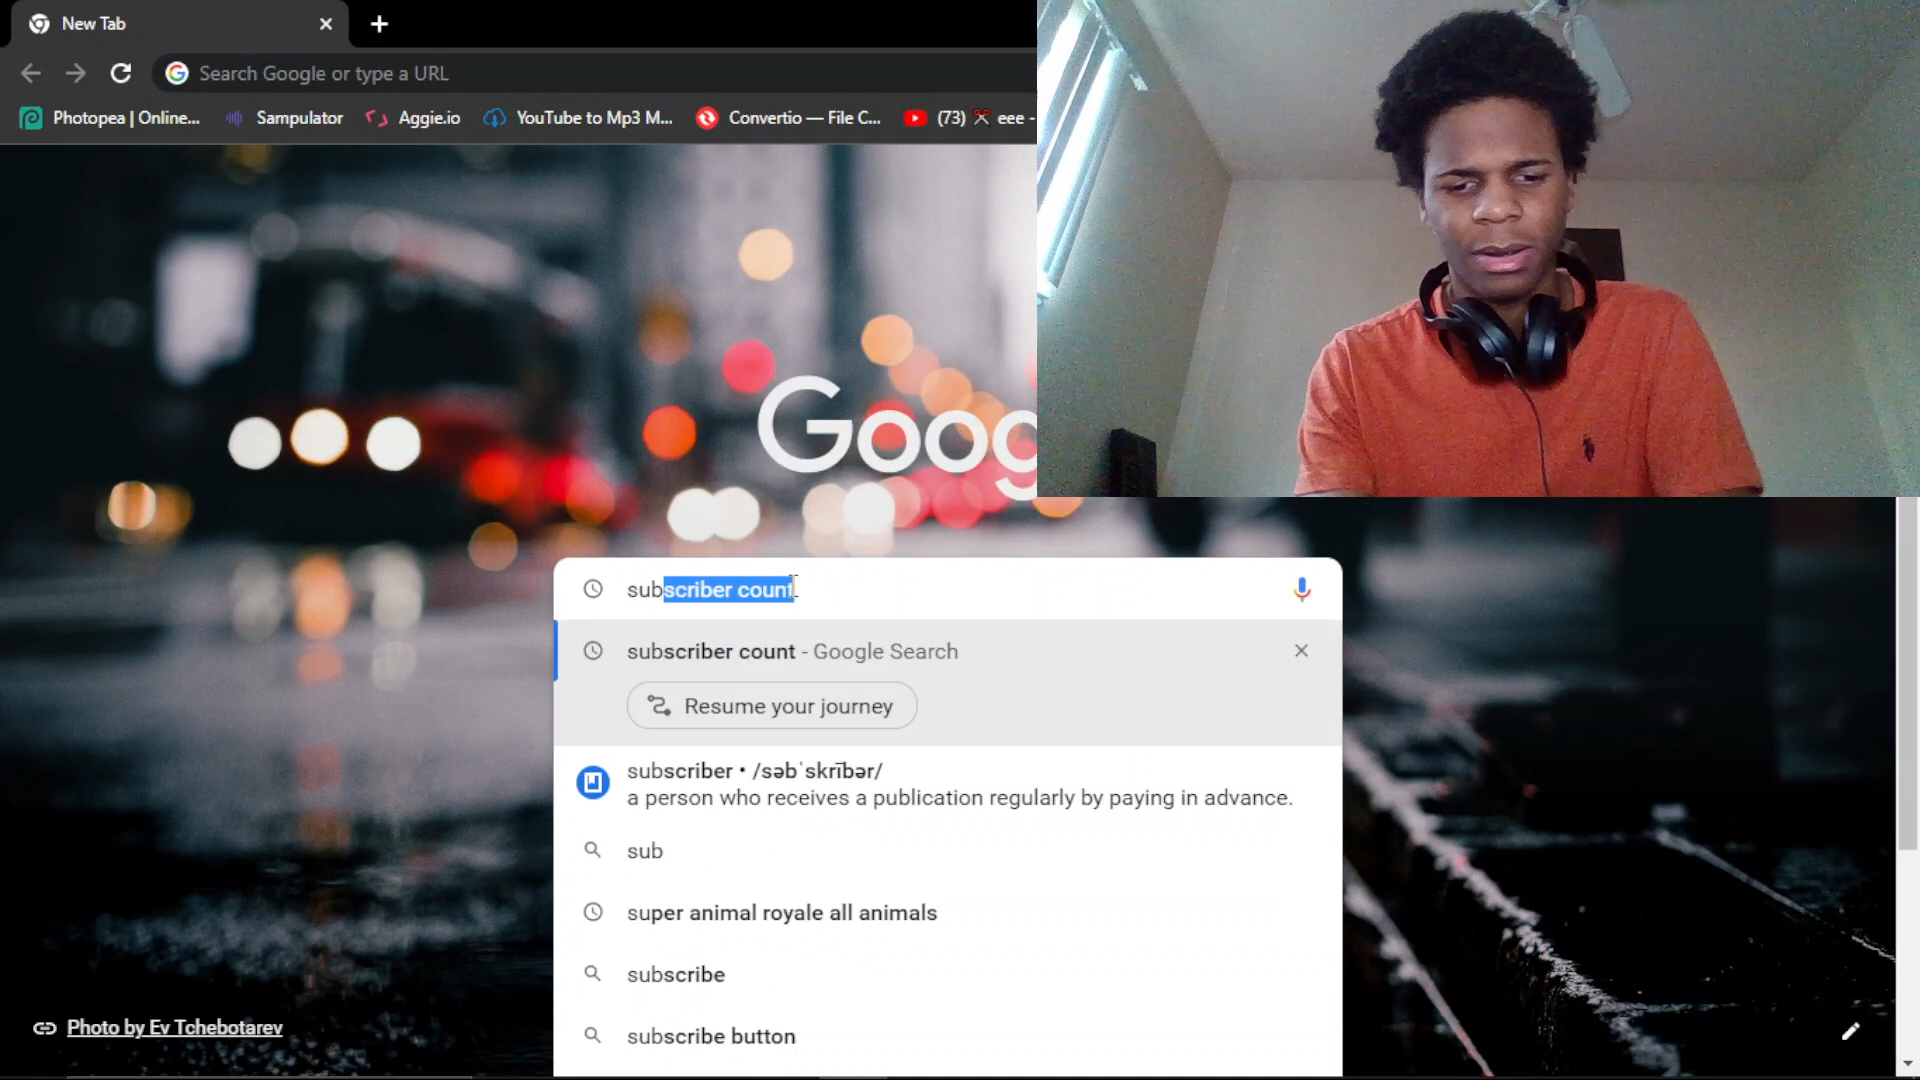 New Tab
Search Google or type a URL
Photopea | Online... Sampulator Aggie.io YouTube to Mp3 M... Convertio — File C... (73) eee -
Goog
subscriber count
subscriber count - Google Search
Resume your journey
subscriber • /səbˈskrībər/
a person who receives a publication regularly by paying in advance.
sub
super animal royale all animals
subscribe
subscribe button
Photo by Ev Tchebotarev